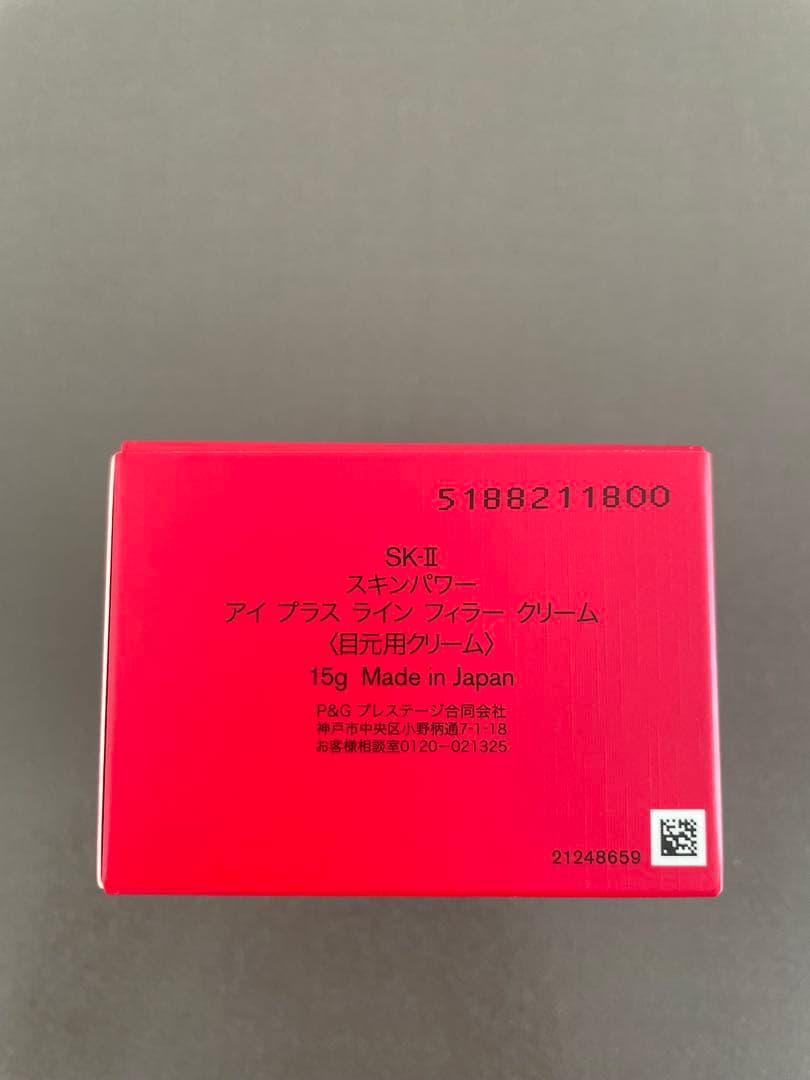 5188211800
SK-II
スキンパワー
アイ プラス ライン フィラー クリーム
〈目元用クリーム〉
15g Made in Japan
P&G プレステージ合同会社
神戸市中央区小野柄通7-1-18
お客様相談室0120-021325
21248659